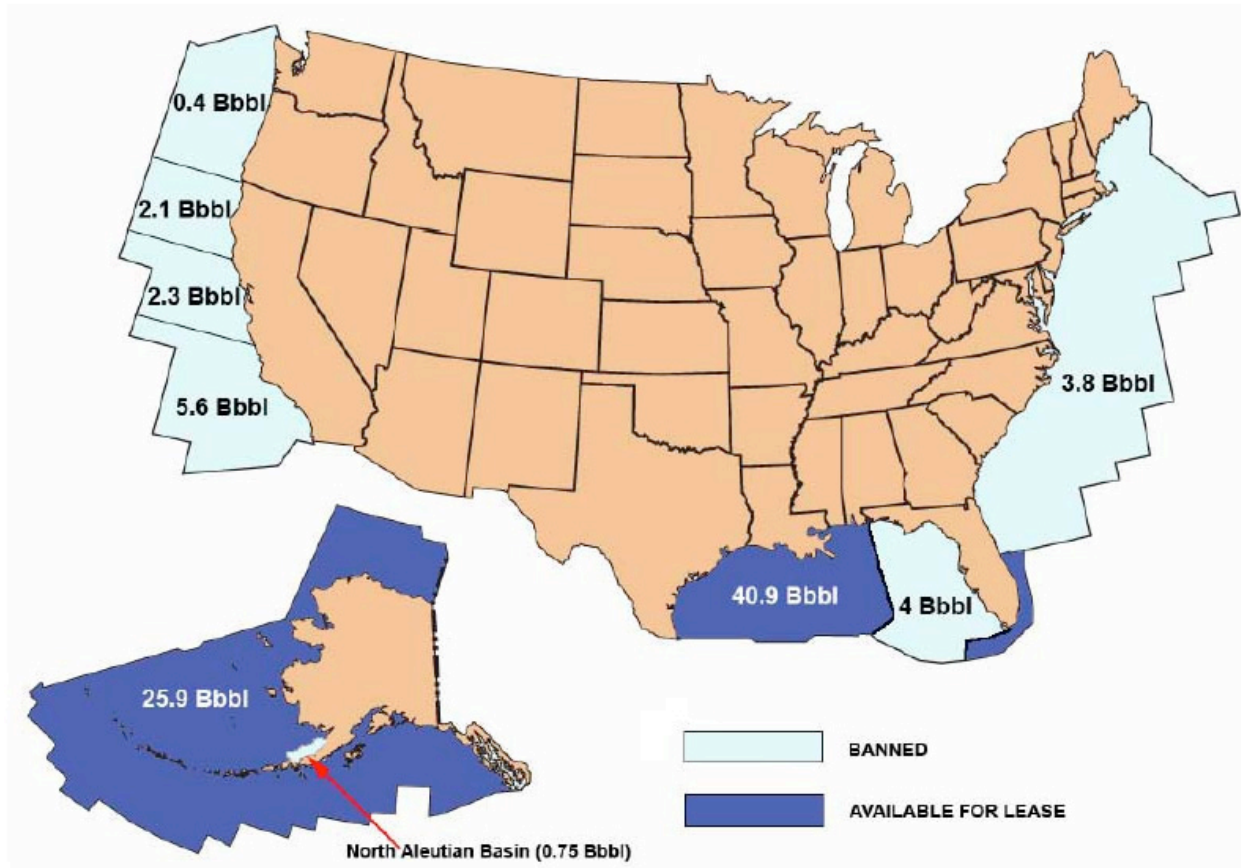 0.4 Bbbl
2.1 Bbbl
2.3 Bbbl
5.6 Bbbl
3.8 Bbbl
40.9 Bbbl
4 Bbbl
25.9 Bbbl
BANNED
AVAILABLE FOR LEASE
North Aleutian Basin (0.75 Bbbl)